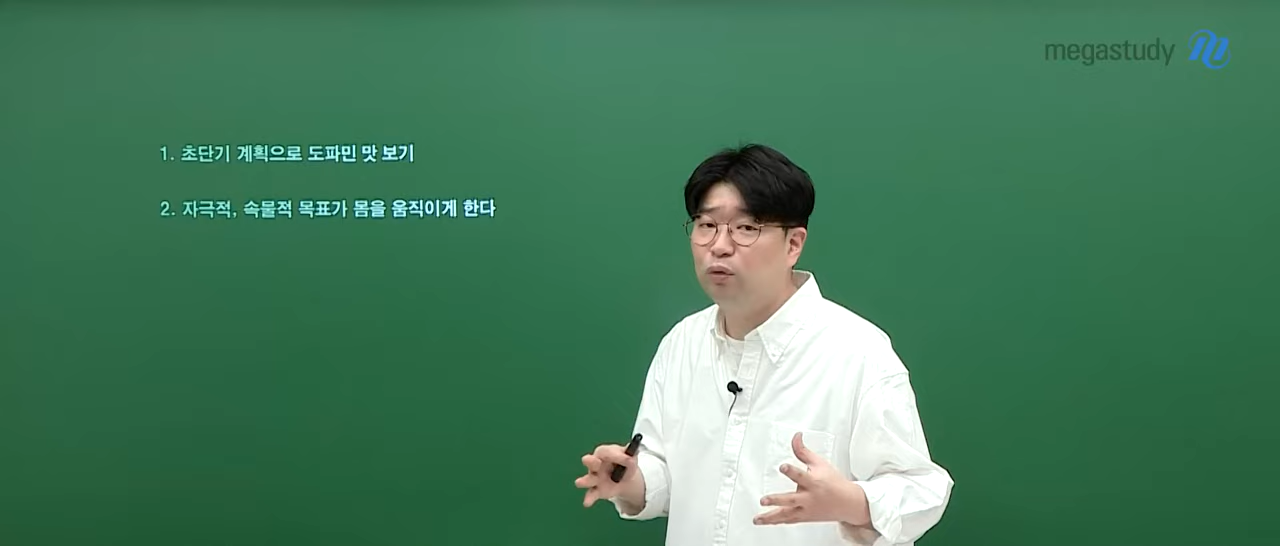 megastudy
1. 초단기 계획으로 도파민 맛 보기
2. 자극적, 속물적 목표가 몸을 움직이게 한다